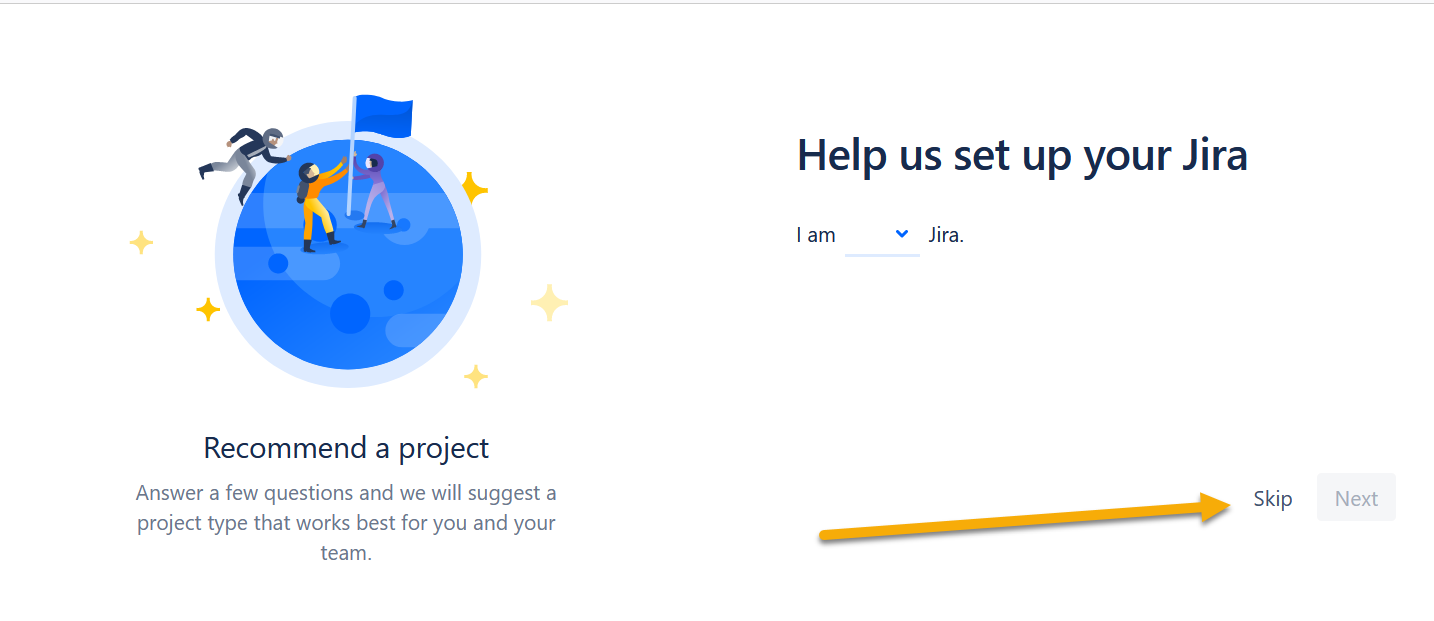 Help us set up your Jira
I am Jira.
Recommend a project
Answer a few questions and we will suggest a
project type that works best for you and your
team.
Skip Next